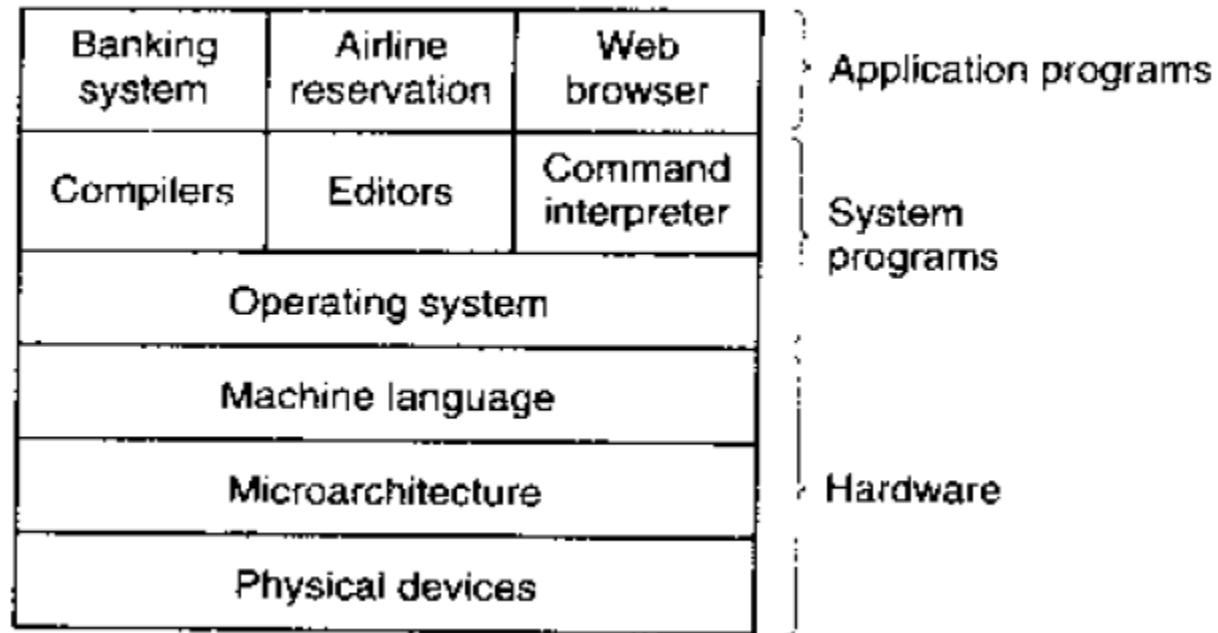 Banking
system
Airline
reservation
Web
browser
Application programs
Compilers
Editors
Command
interpreter
System
programs
Operating system
Machine language
Microarchitecture
Hardware
Physical devices